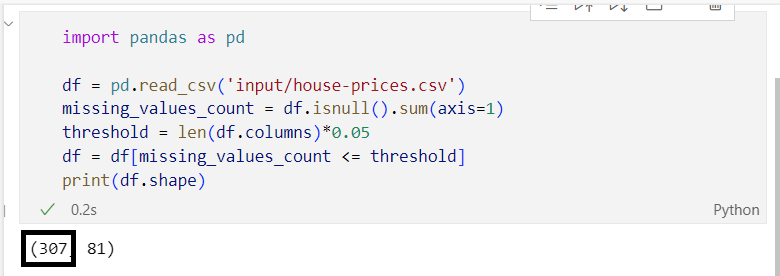 import pandas as pd
df = pd.read_csv('input/house-prices.csv')
missing_values_count = df.isnull().sum(axis=1)
threshold = len(df.columns)*0.05
df = df[missing_values_count <= threshold]
print(df.shape)
0.2s
Python
(307, 81)